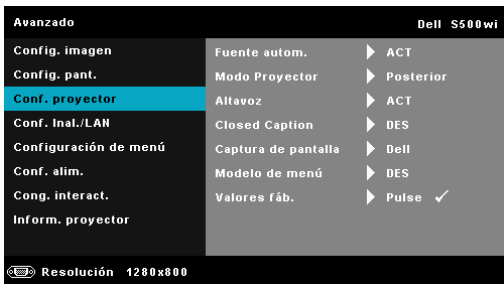 Avanzado Dell S500wi
Config. imagen
Config. pant.
Conf. proyector
Conf. Inal./LAN
Configuración de menú
Conf. alim.
Cong. interact.
Inform. proyector
Fuente autom. ACT
Modo Proyector Posterior
Altavoz ACT
Closed Caption DES
Captura de pantalla Dell
Modelo de menú DES
Valores fáb. Pulse ✓
Resolución 1280x800